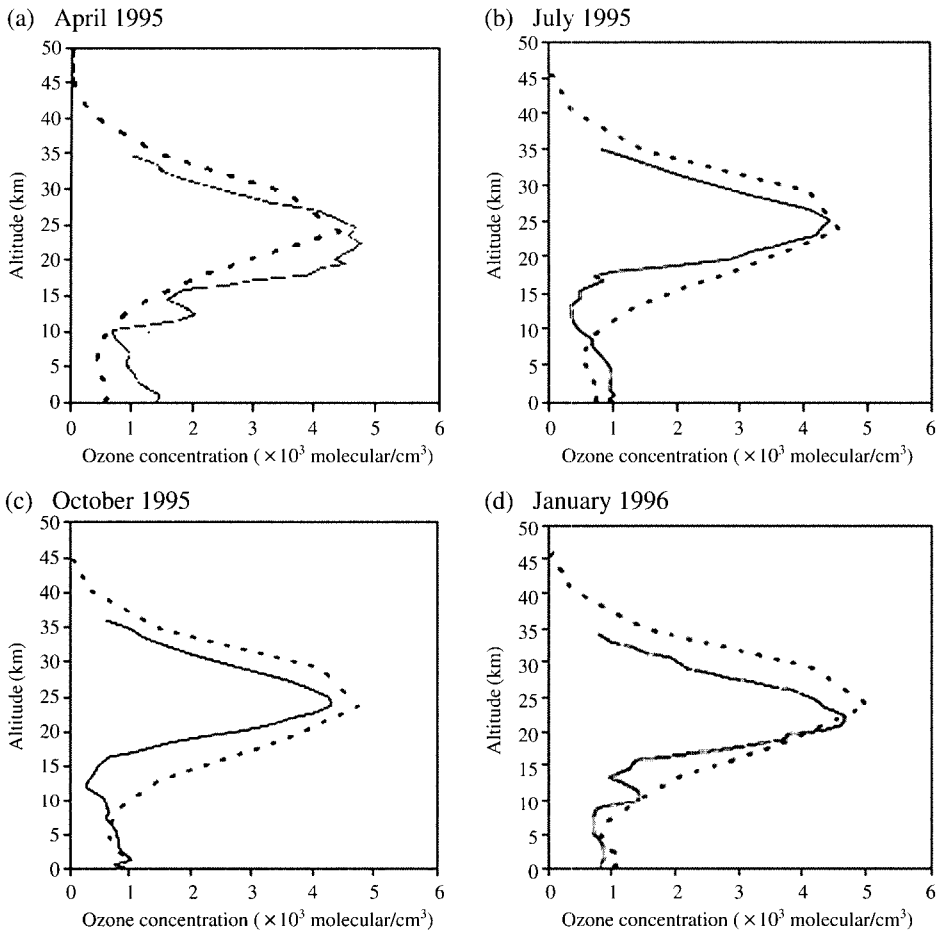 (a) April 1995
50
45
40
35
30
25
20
15
10
5
0
Altitude (km)
0 1 2 3 4 5 6
Ozone concentration (×10³ molecular/cm³)
(b) July 1995
50
45
40
35
30
25
20
15
10
5
0
Altitude (km)
0 1 2 3 4 5 6
Ozone concentration (×10³ molecular/cm³)
(c) October 1995
50
45
40
35
30
25
20
15
10
5
0
Altitude (km)
0 1 2 3 4 5 6
Ozone concentration (×10³ molecular/cm³)
(d) January 1996
50
45
40
35
30
25
20
15
10
5
0
Altitude (km)
0 1 2 3 4 5 6
Ozone concentration (×10³ molecular/cm³)